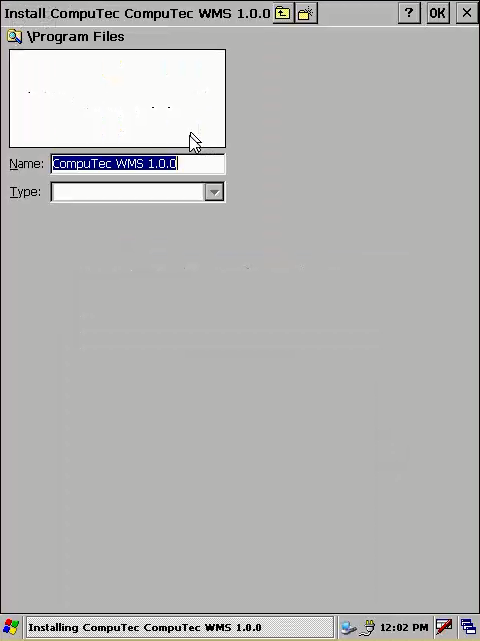 Install CompuTec CompuTec WMS 1.0.0 ? OK ×
\Program Files
Name: CompuTec WMS 1.0.0
Type:
Installing CompuTec CompuTec WMS 1.0.0 12:02 PM